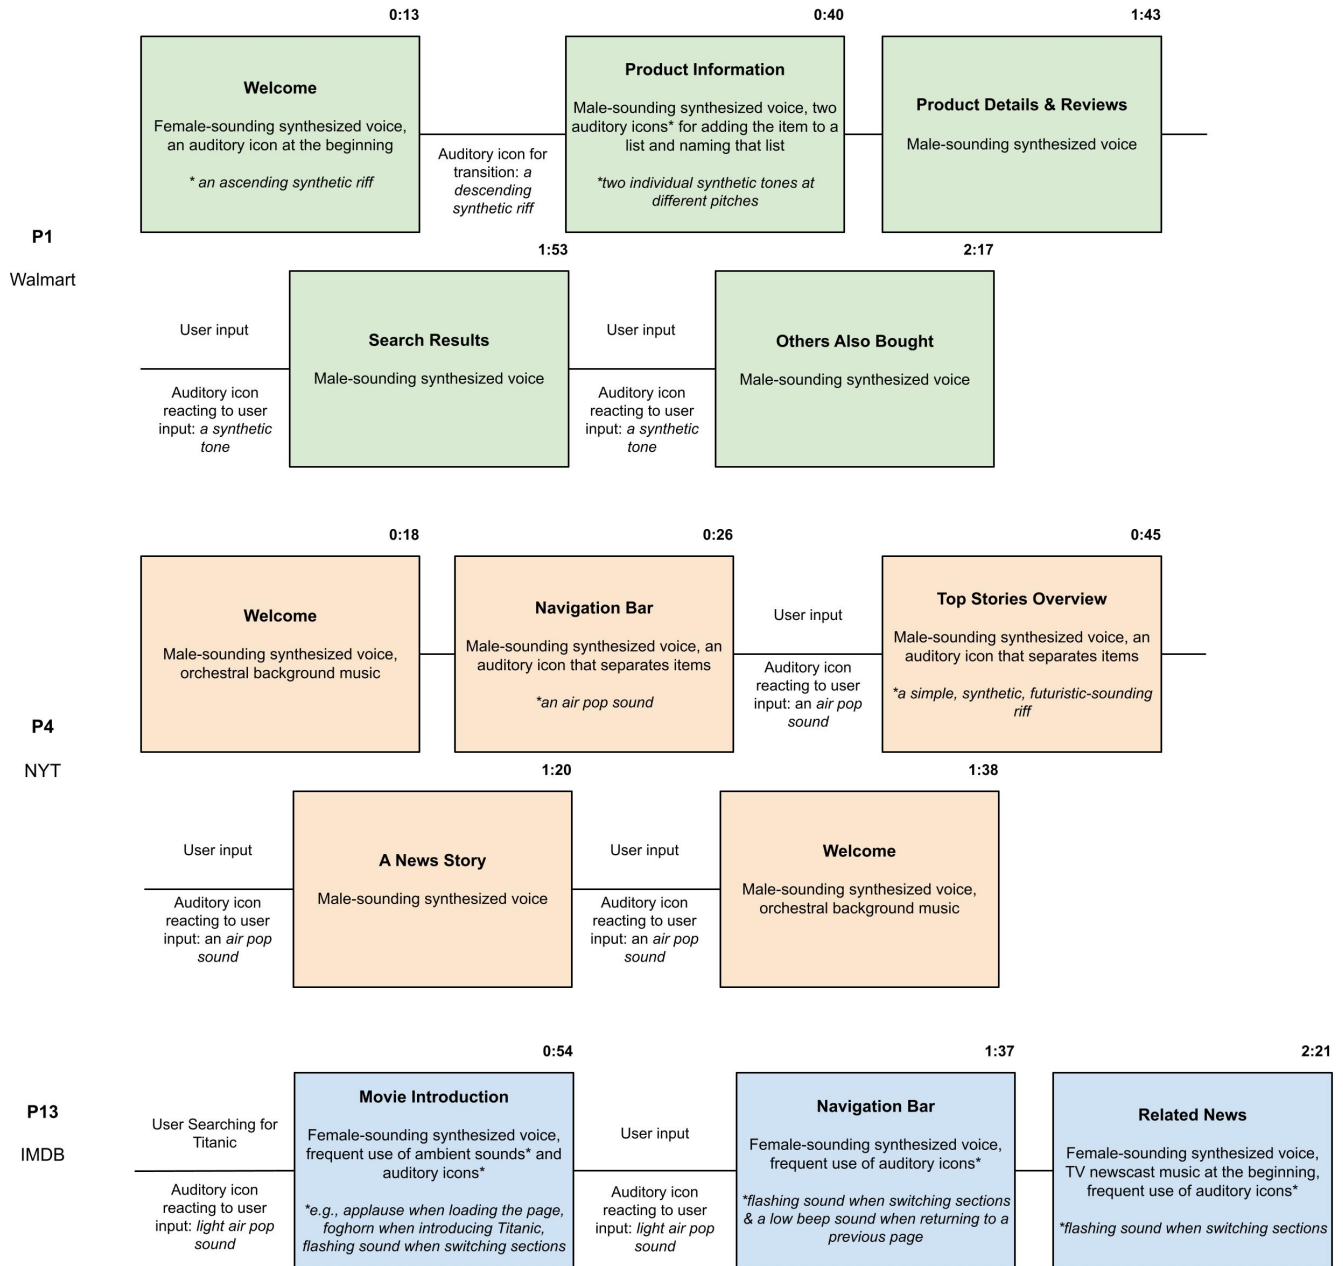 0:13
0:40
1:43
Welcome
Female-sounding synthesized voice,
an auditory icon at the beginning
* an ascending synthetic riff
Auditory icon for
transition: a
descending
synthetic riff
Product Information
Male-sounding synthesized voice, two
auditory icons* for adding the item to a
list and naming that list
*two individual synthetic tones at
different pitches
Product Details & Reviews
Male-sounding synthesized voice
P1
Walmart
1:53
2:17
User input
Auditory icon
reacting to user
input: a synthetic
tone
Search Results
Male-sounding synthesized voice
User input
Auditory icon
reacting to user
input: a synthetic
tone
Others Also Bought
Male-sounding synthesized voice
0:18
0:26
0:45
Welcome
Male-sounding synthesized voice,
orchestral background music
Navigation Bar
Male-sounding synthesized voice, an
auditory icon that separates items
*an air pop sound
User input
Auditory icon
reacting to user
input: an air pop
sound
Top Stories Overview
Male-sounding synthesized voice, an
auditory icon that separates items
*a simple, synthetic, futuristic-sounding
riff
P4
NYT
1:20
1:38
User input
Auditory icon
reacting to user
input: an air pop
sound
A News Story
Male-sounding synthesized voice
User input
Auditory icon
reacting to user
input: an air pop
sound
Welcome
Male-sounding synthesized voice,
orchestral background music
0:54
1:37
2:21
P13
IMDB
User Searching for
Titanic
Auditory icon
reacting to user
input: light air pop
sound
Movie Introduction
Female-sounding synthesized voice,
frequent use of ambient sounds* and
auditory icons*
*e.g., applause when loading the page,
foghorn when introducing Titanic,
flashing sound when switching sections
User input
Auditory icon
reacting to user
input: light air pop
sound
Navigation Bar
Female-sounding synthesized voice,
frequent use of auditory icons*
*flashing sound when switching sections
& a low beep sound when returning to a
previous page
Related News
Female-sounding synthesized voice,
TV newscast music at the beginning,
frequent use of auditory icons*
*flashing sound when switching sections